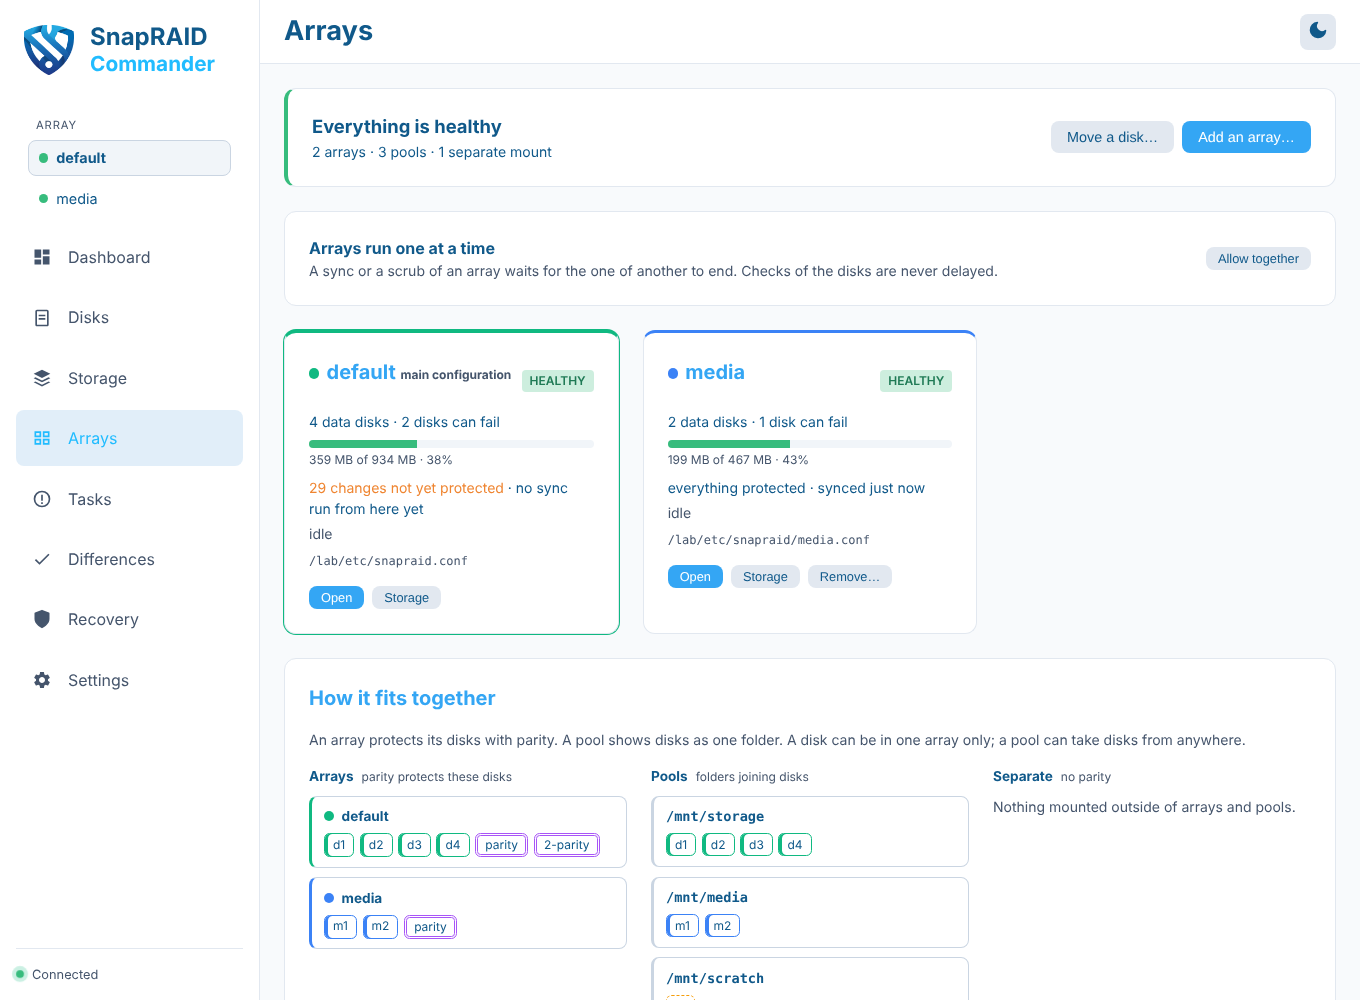 SnapRAID
Commander
Arrays
ARRAY
default
media
Dashboard
Disks
Storage
Arrays
Tasks
Differences
Recovery
Settings
Connected
Everything is healthy
2 arrays · 3 pools · 1 separate mount
Move a disk…
Add an array…
Arrays run one at a time
A sync or a scrub of an array waits for the one of another to end. Checks of the disks are never delayed.
Allow together
default main configuration HEALTHY
4 data disks · 2 disks can fail
359 MB of 934 MB · 38%
29 changes not yet protected · no sync
run from here yet
idle
/lab/etc/snapraid.conf
Open Storage
media HEALTHY
2 data disks · 1 disk can fail
199 MB of 467 MB · 43%
everything protected · synced just now
idle
/lab/etc/snapraid/media.conf
Open Storage Remove…
How it fits together
An array protects its disks with parity. A pool shows disks as one folder. A disk can be in one array only; a pool can take disks from anywhere.
Arrays parity protects these disks
default
d1 d2 d3 d4 parity 2-parity
media
m1 m2 parity
Pools folders joining disks
/mnt/storage
d1 d2 d3 d4
/mnt/media
m1 m2
/mnt/scratch
Separate no parity
Nothing mounted outside of arrays and pools.